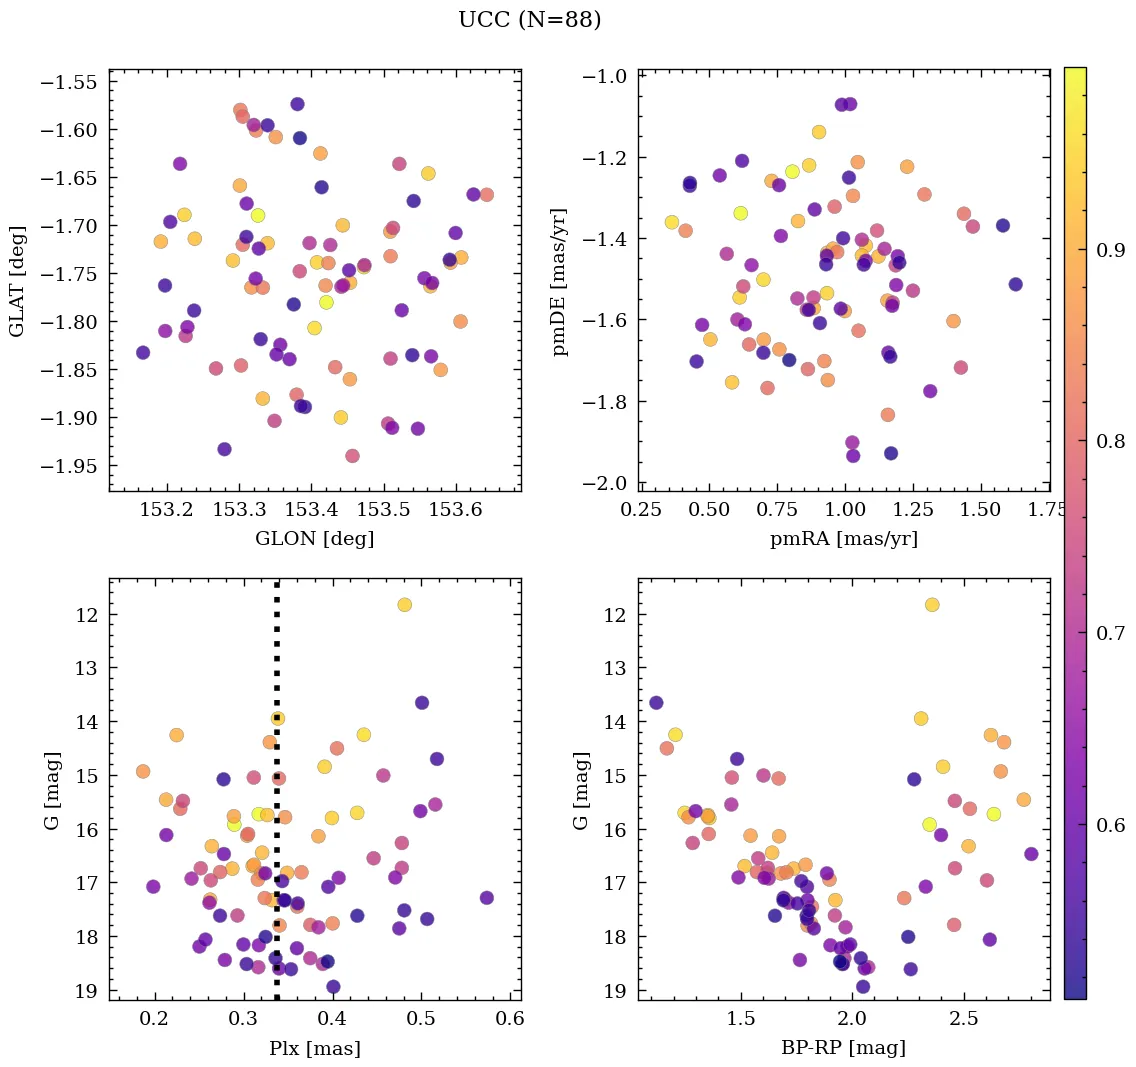 UCC (N=88)
−1.55
−1.60
−1.65
−1.70
−1.75
−1.80
−1.85
−1.90
−1.95
GLAT [deg]
153.2 153.3 153.4 153.5 153.6
GLON [deg]
−1.0
−1.2
−1.4
−1.6
−1.8
−2.0
pmDE [mas/yr]
0.25 0.50 0.75 1.00 1.25 1.50 1.75
pmRA [mas/yr]
12
13
14
15
16
17
18
19
G [mag]
0.2 0.3 0.4 0.5 0.6
Plx [mas]
12
13
14
15
16
17
18
19
G [mag]
1.5 2.0 2.5
BP-RP [mag]
0.9
0.8
0.7
0.6